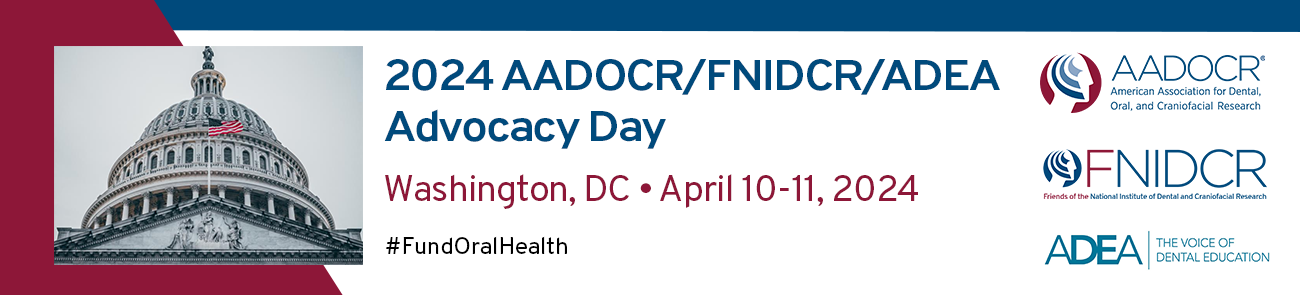 2024 AADOCR/FNIDCR/ADEA
Advocacy Day
Washington, DC • April 10-11, 2024
#FundOralHealth
AADOCR®
American Association for Dental,
Oral, and Craniofacial Research
FNIDCR
Friends of the National Institute of Dental and Craniofacial Research
ADEA
THE VOICE OF
DENTAL EDUCATION